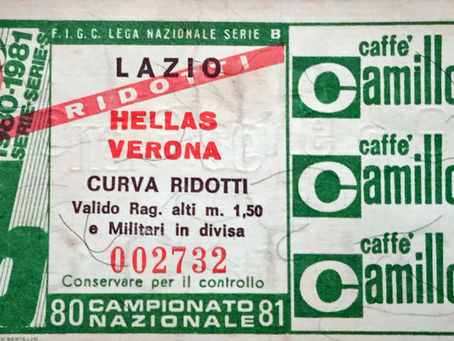 F.I.G.C. LEGA NAZIONALE SERIE B
1980-1981
LAZIO
RIDOTTI
HELLAS
VERONA
CURVA RIDOTTI
Valido Rag. alti m. 1,50
e Militari in divisa
002732
Conservare per il controllo
80 CAMPIONATO NAZIONALE 81
caffe'
Camillo
caffe'
Camillo
caffe'
Camillo